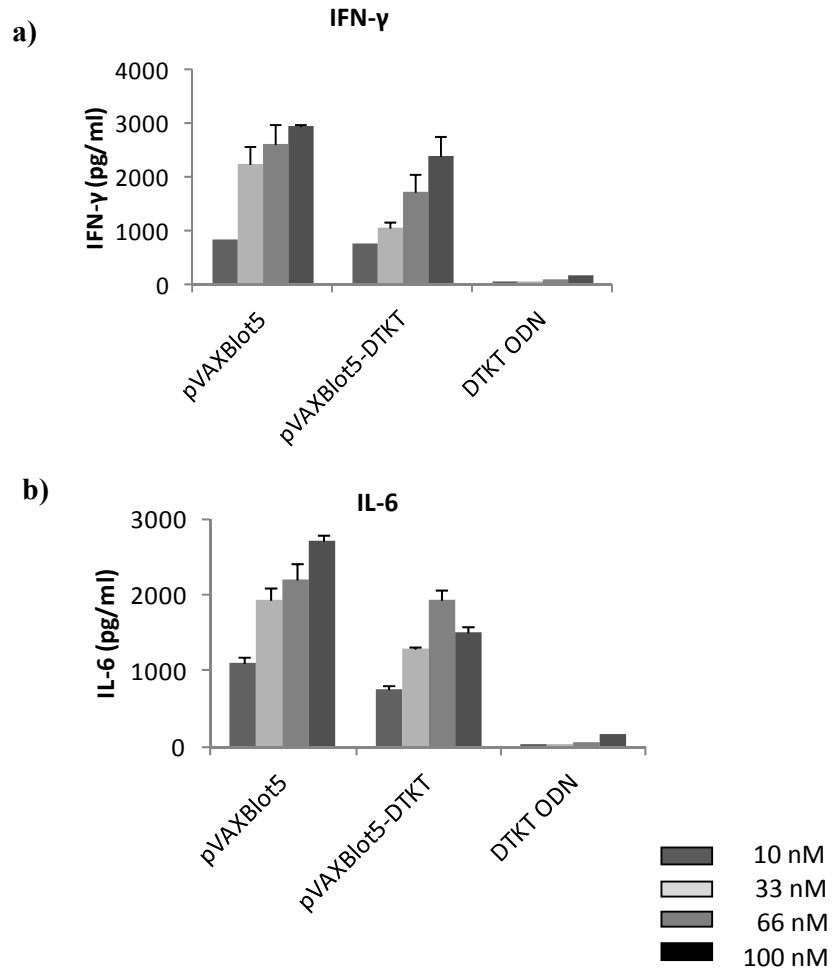 a)
IFN-γ
IFN-γ (pg/ml)
4000
3000
2000
1000
0
pVAXBlot5
pVAXBlot5-DTKT
DTKT ODN
b)
IL-6
IL-6 (pg/ml)
3000
2000
1000
0
pVAXBlot5
pVAXBlot5-DTKT
DTKT ODN
10 nM
33 nM
66 nM
100 nM